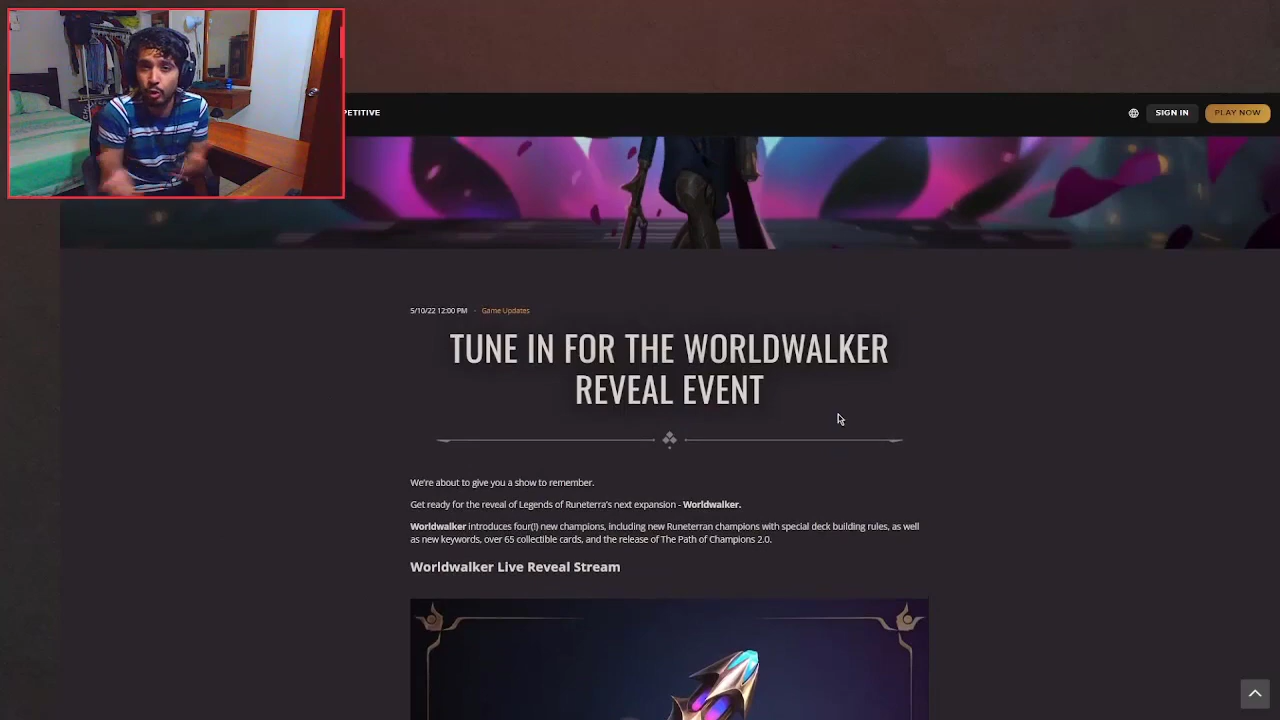 PETITIVE
SIGN IN
PLAY NOW
5/10/22 12:00 PM · Game Updates
TUNE IN FOR THE WORLDWALKER
REVEAL EVENT
We're about to give you a show to remember.
Get ready for the reveal of Legends of Runeterra's next expansion - Worldwalker.
Worldwalker introduces four(!) new champions, including new Runeterran champions with special deck building rules, as well
as new keywords, over 65 collectible cards, and the release of The Path of Champions 2.0.
Worldwalker Live Reveal Stream